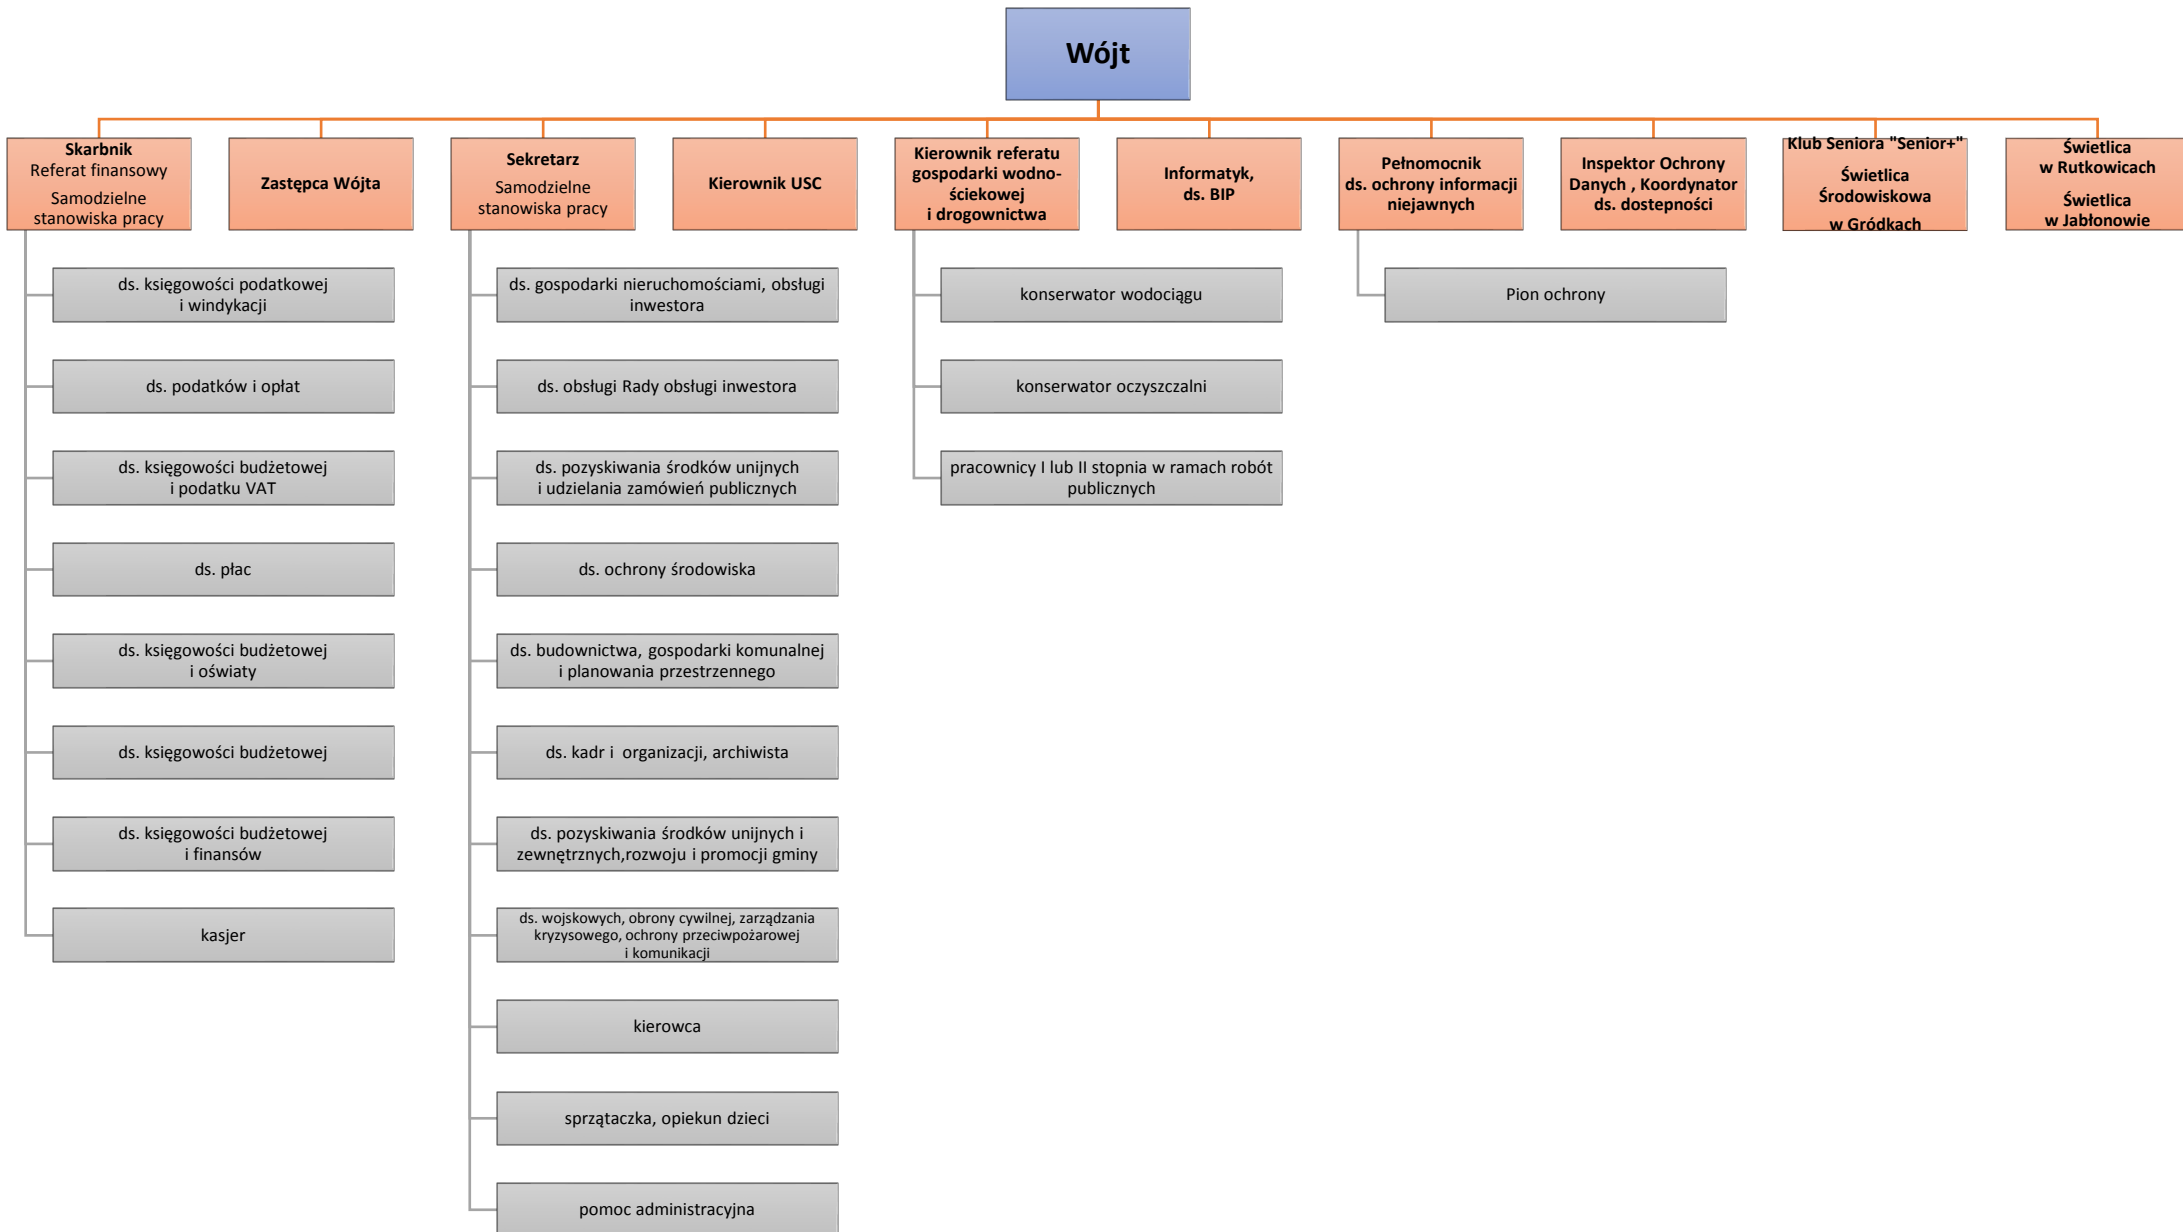 Wójt
Skarbnik
Referat finansowy
Samodzielne
stanowiska pracy
Zastępca Wójta
Sekretarz
Samodzielne
stanowiska pracy
Kierownik USC
Kierownik referatu
gospodarki wodno-
ściekowej
i drogownictwa
Informatyk,
ds. BIP
Pełnomocnik
ds. ochrony informacji
niejawnych
Inspektor Ochrony
Danych , Koordynator
ds. dostepności
Klub Seniora "Senior+"
Świetlica
Środowiskowa
w Gródkach
Świetlica
w Rutkowicach
Świetlica
w Jabłonowie
ds. księgowości podatkowej
i windykacji
ds. podatków i opłat
ds. księgowości budżetowej
i podatku VAT
ds. płac
ds. księgowości budżetowej
i oświaty
ds. księgowości budżetowej
ds. księgowości budżetowej
i finansów
kasjer
ds. gospodarki nieruchomościami, obsługi
inwestora
ds. obsługi Rady obsługi inwestora
ds. pozyskiwania środków unijnych
i udzielania zamówień publicznych
ds. ochrony środowiska
ds. budownictwa, gospodarki komunalnej
i planowania przestrzennego
ds. kadr i  organizacji, archiwista
ds. pozyskiwania środków unijnych i
zewnętrznych,rozwoju i promocji gminy
ds. wojskowych, obrony cywilnej, zarządzania
kryzysowego, ochrony przeciwpożarowej
i komunikacji
kierowca
sprzątaczka, opiekun dzieci
pomoc administracyjna
konserwator wodociągu
konserwator oczyszczalni
pracownicy I lub II stopnia w ramach robót
publicznych
Pion ochrony